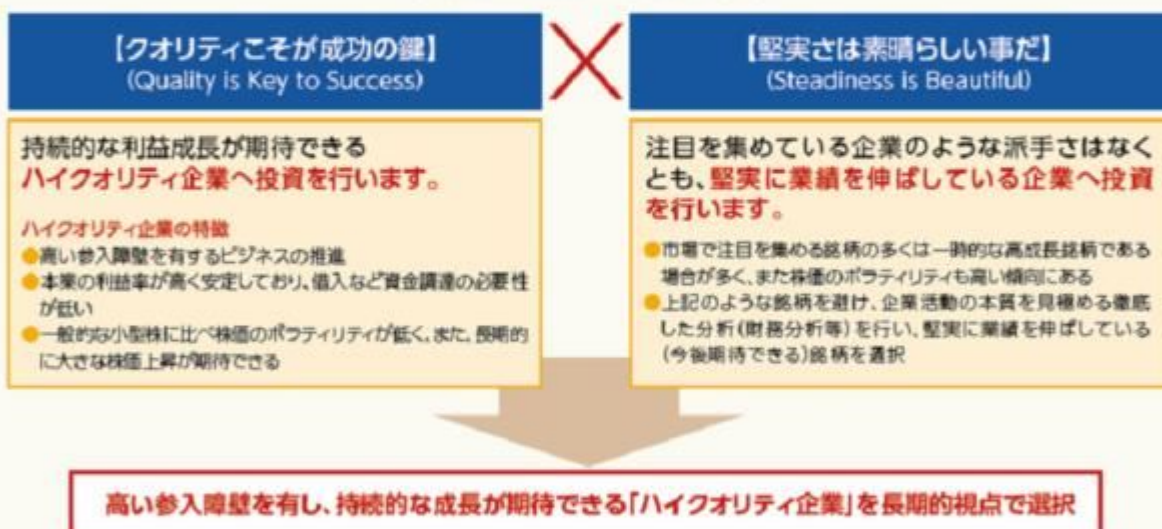 【クオリティこそが成功の鍵】
(Quality is Key to Success)
持続的な利益成長が期待できる
ハイクオリティ企業へ投資を行います。
ハイクオリティ企業の特徴
●高い参入障壁を有するビジネスの推進
●本業の利益率が高く安定しており、借入など資金調達の必要性
が低い
●一般的な小型株に比べ株価のボラティリティが低く、また、長期的
に大きな株価上昇が期待できる
【堅実さは素晴らしい事だ】
(Steadiness is Beautiful)
注目を集めている企業のような派手さはなく
とも、堅実に業績を伸ばしている企業へ投資
を行います。
●市場で注目を集める銘柄の多くは一時的な高成長銘柄である
場合が多く、また株価のボラティリティも高い傾向にある
●上記のような銘柄を避け、企業活動の本質を見極める徹底
した分析(財務分析等)を行い、堅実に業績を伸ばしている
(今後期待できる)銘柄を選択
高い参入障壁を有し、持続的な成長が期待できる「ハイクオリティ企業」を長期的視点で選択